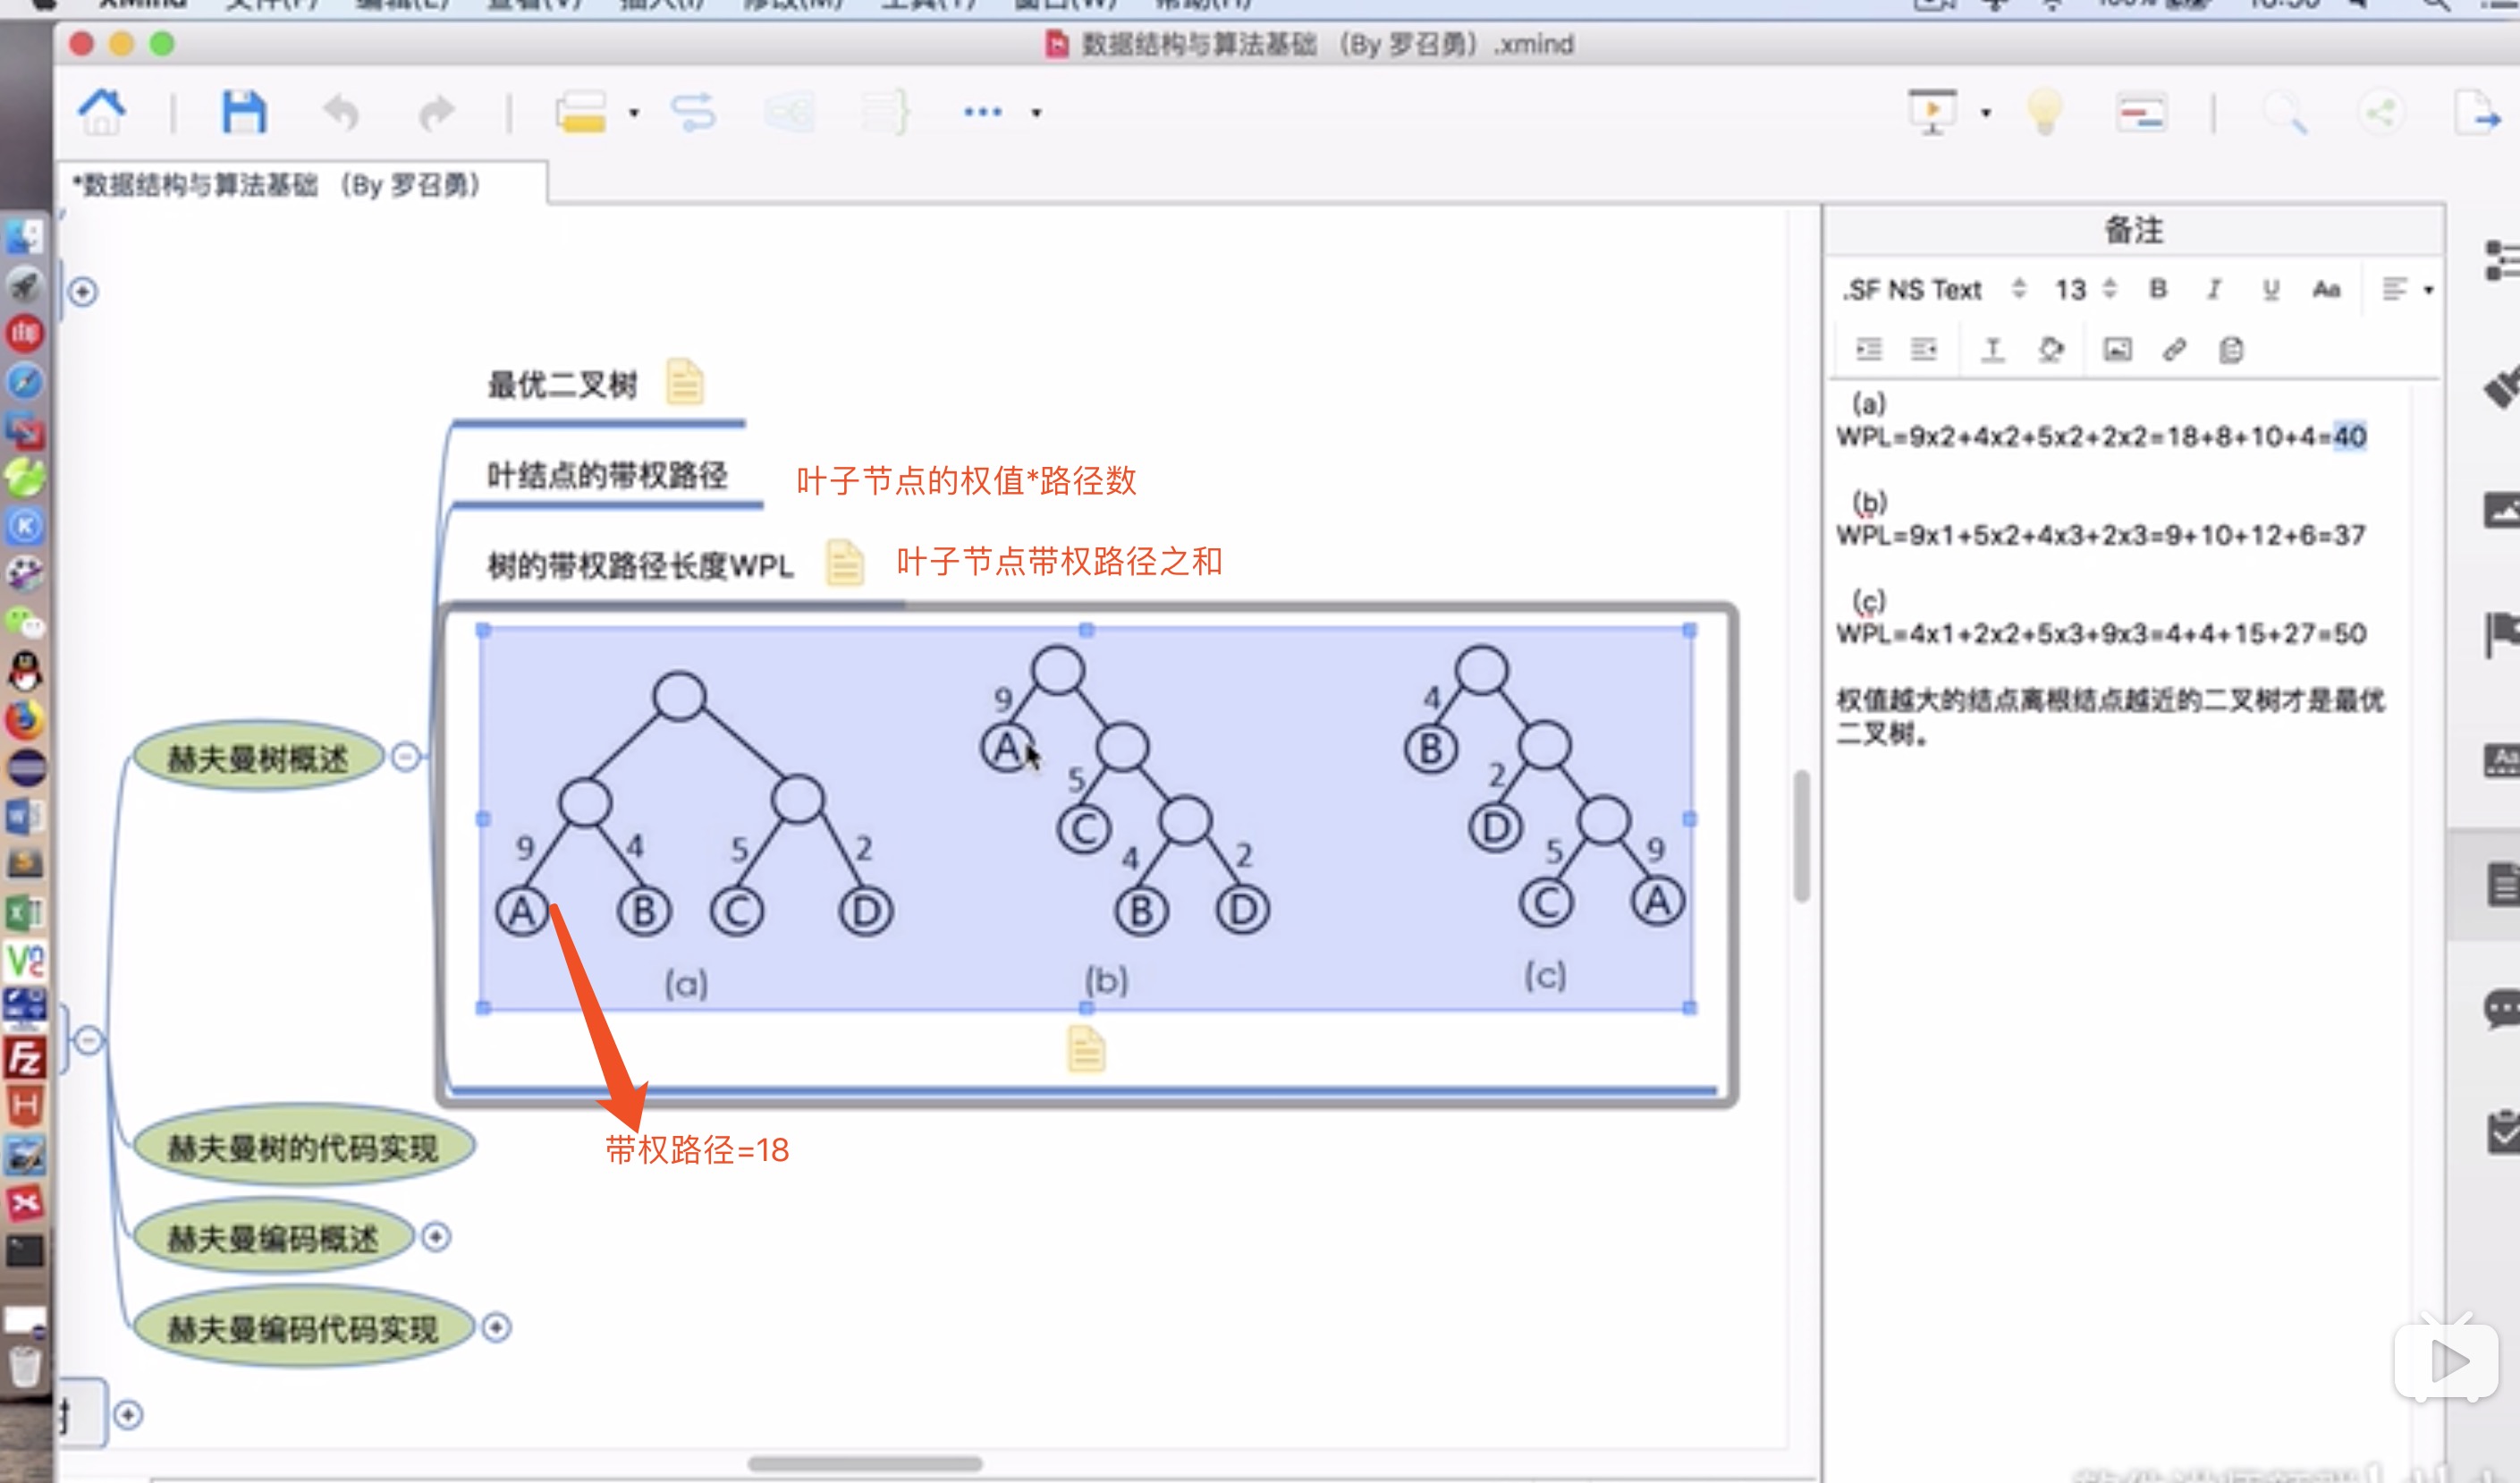 数据结构与算法基础 （By 罗召勇）.xmind
*数据结构与算法基础 （By 罗召勇）
最优二叉树
叶结点的带权路径
叶子节点的权值*路径数
树的带权路径长度WPL
叶子节点带权路径之和
9 4 5 2
A B C D
(a)
9
A
5
C
4 2
B D
(b)
4
B
2
D
5 9
C A
(c)
带权路径=18
赫夫曼树概述
赫夫曼树的代码实现
赫夫曼编码概述
赫夫曼编码代码实现
备注
.SF NS Text 13 B I U Aa
(a)
WPL=9x2+4x2+5x2+2x2=18+8+10+4=40
(b)
WPL=9x1+5x2+4x3+2x3=9+10+12+6=37
(c)
WPL=4x1+2x2+5x3+9x3=4+4+15+27=50
权值越大的结点离根结点越近的二叉树才是最优
二叉树。